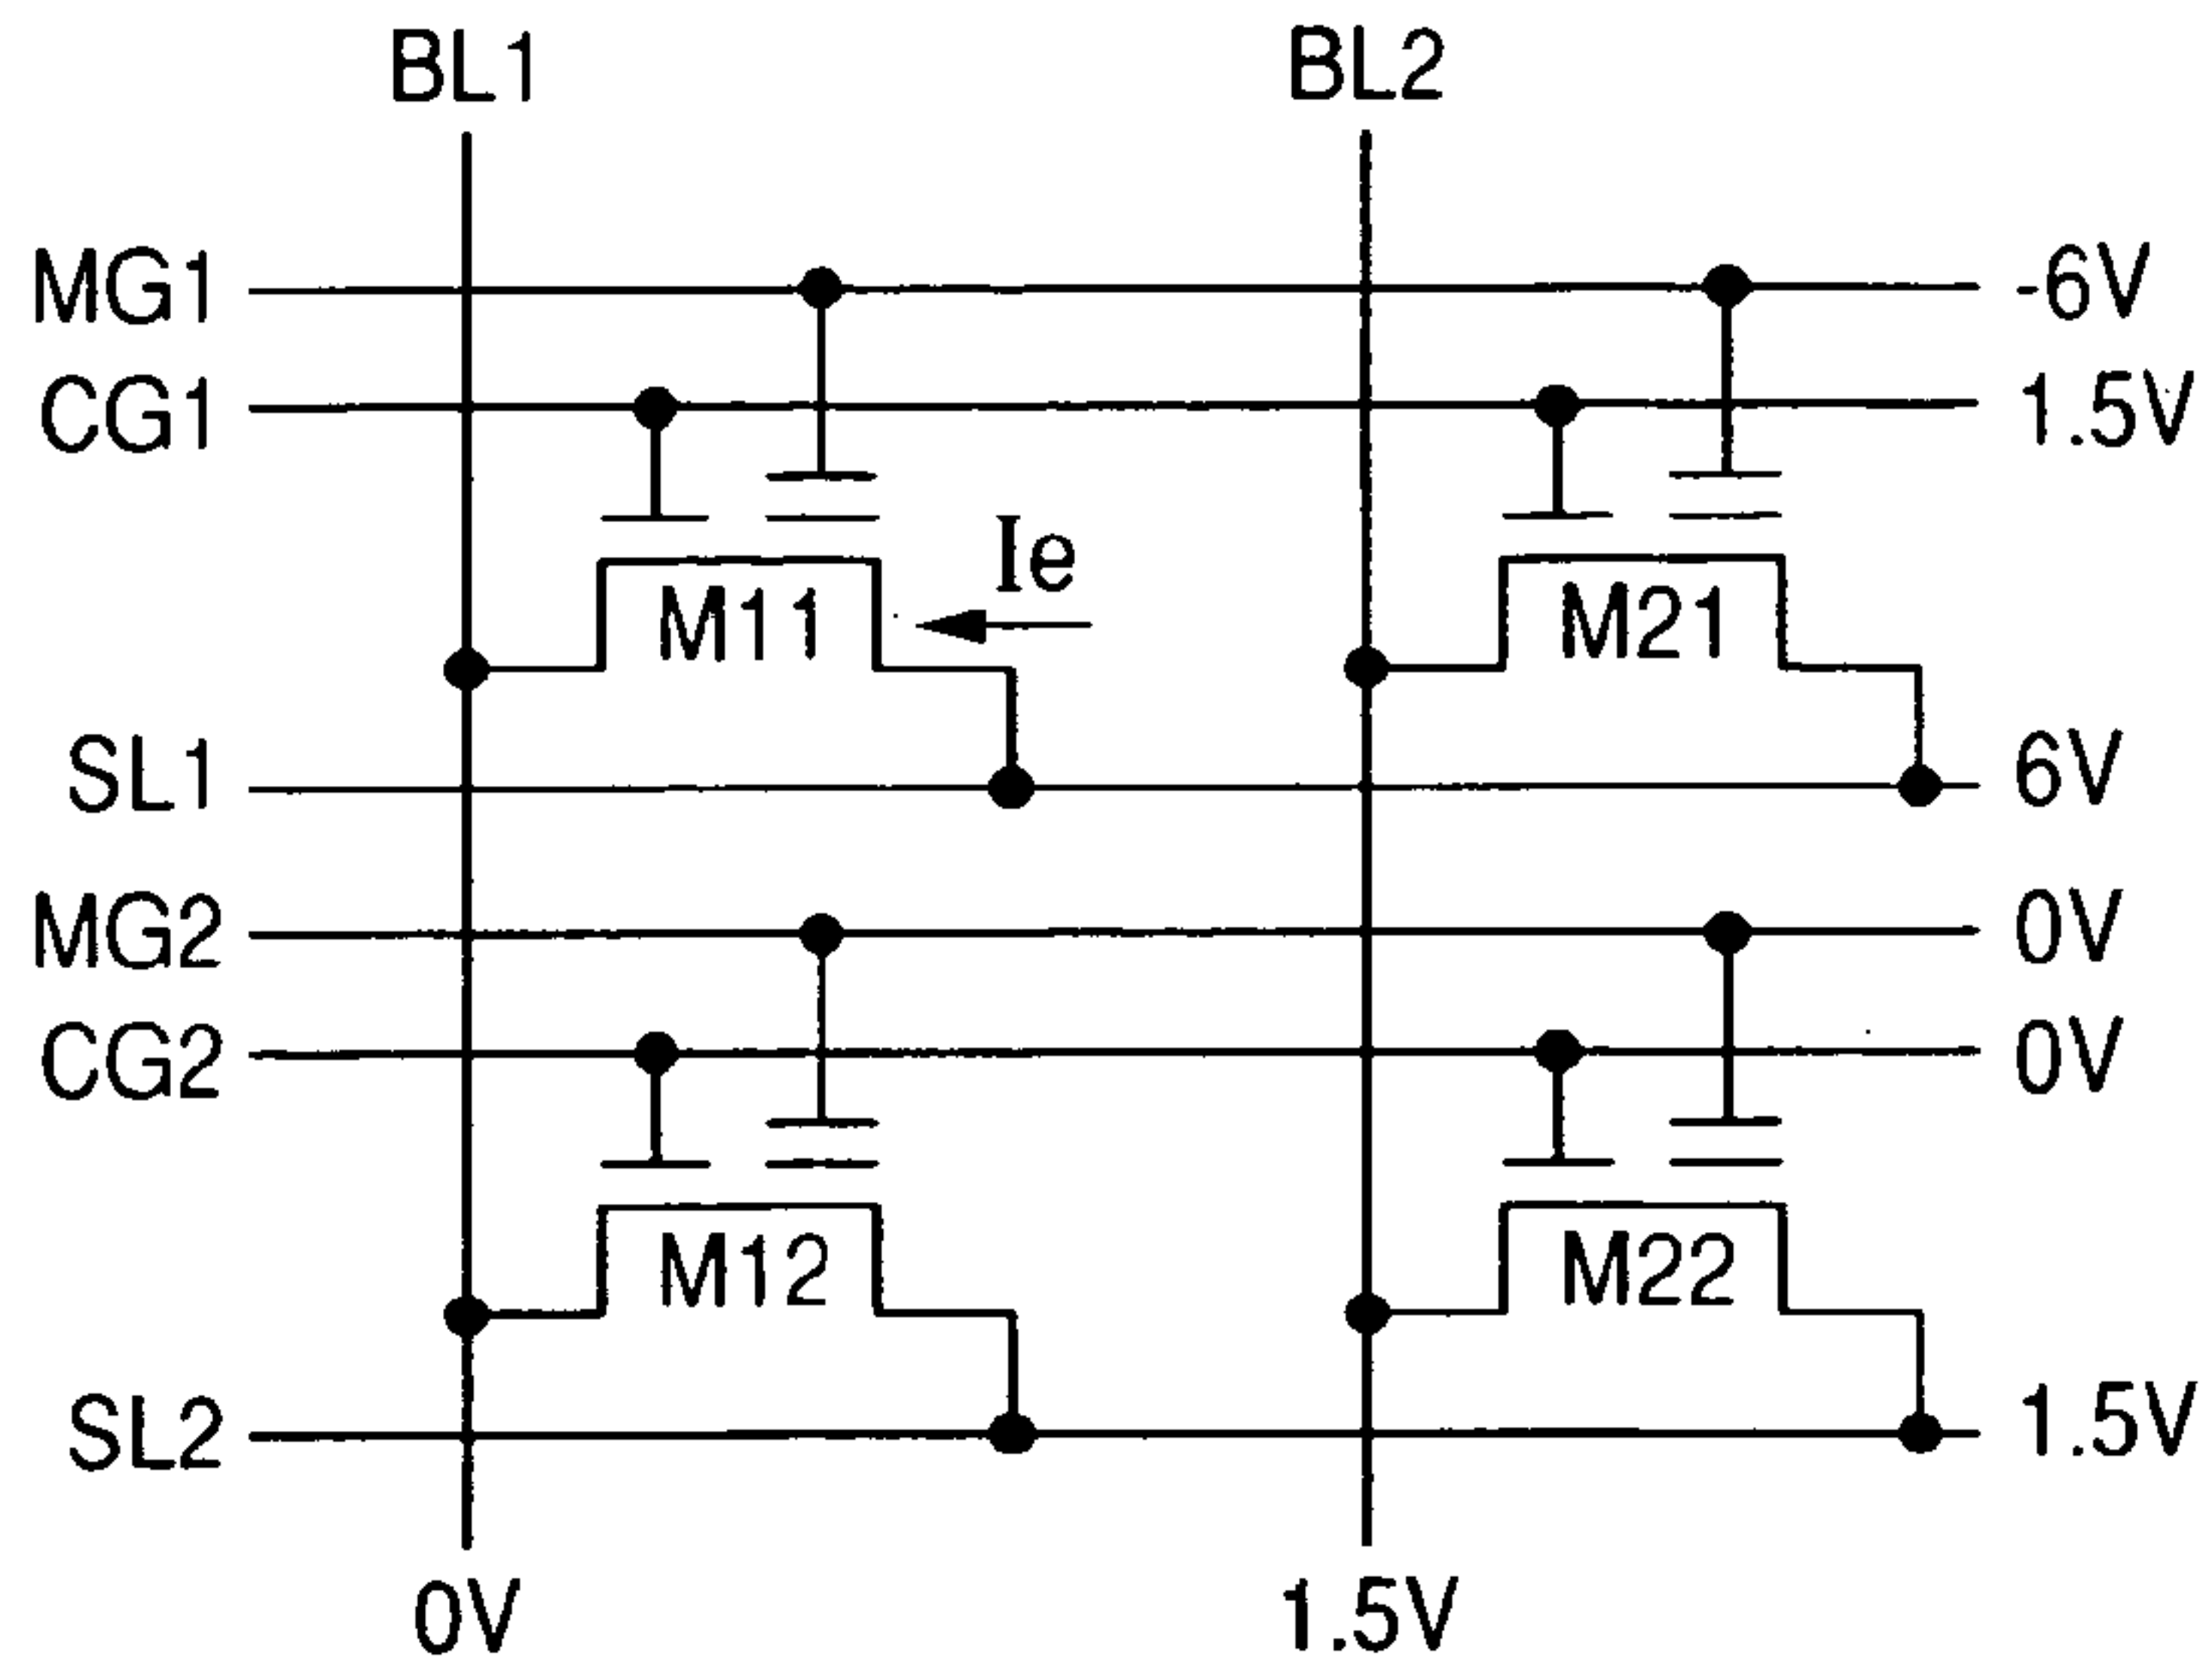 BL1 BL2
MG1 -6V
CG1 1.5V
Ie
M11 M21
SL1 6V
MG2 0V
CG2 0V
M12 M22
SL2 1.5V
0V 1.5V